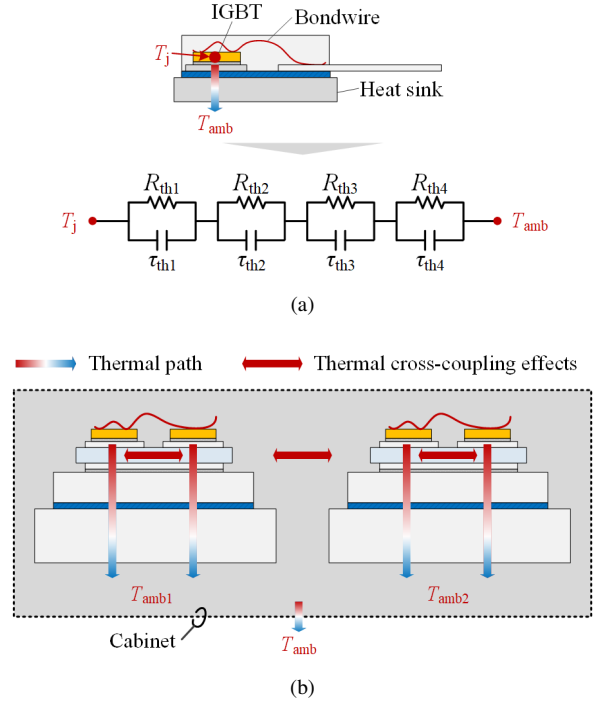 IGBT
Bondwire
Tj
Heat sink
Tamb
Rth1 Rth2 Rth3 Rth4
Tj Tamb
τth1 τth2 τth3 τth4
(a)
Thermal path Thermal cross-coupling effects
Tamb1 Tamb2
Cabinet
Tamb
(b)